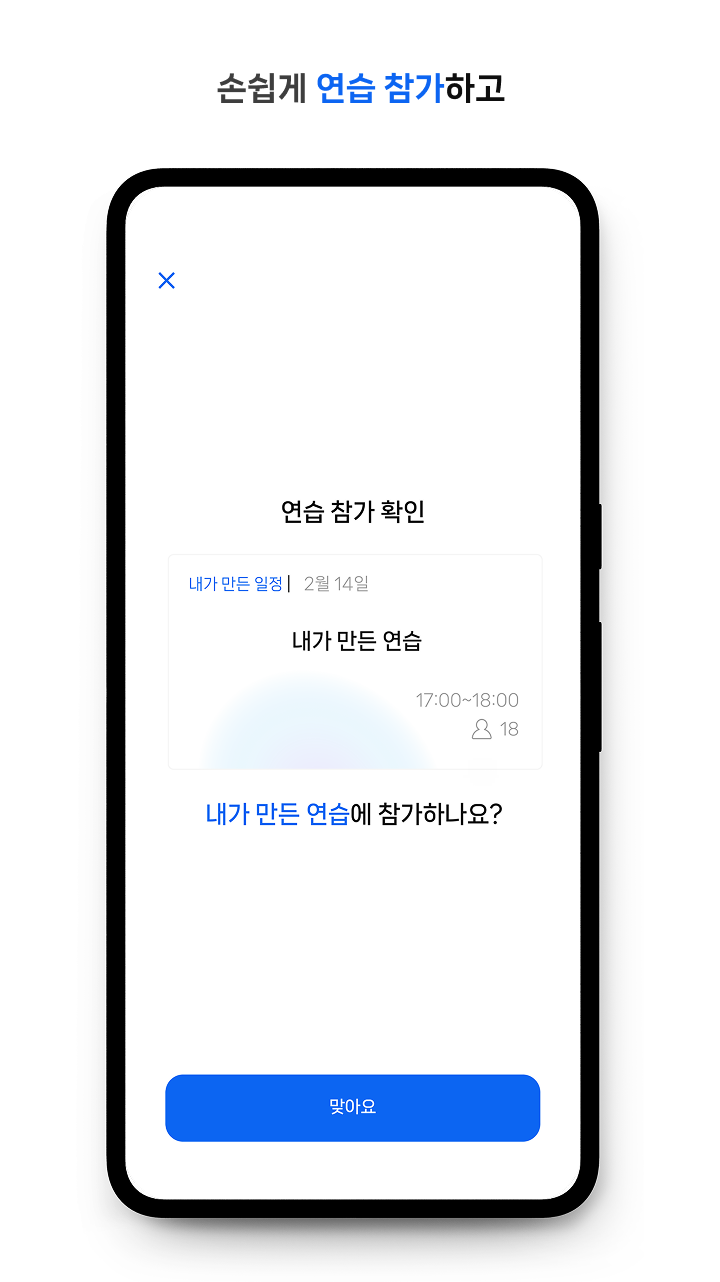 손쉽게 연습 참가하고
연습 참가 확인
내가 만든 일정 | 2월 14일
내가 만든 연습
17:00~18:00
18
내가 만든 연습에 참가하나요?
맞아요